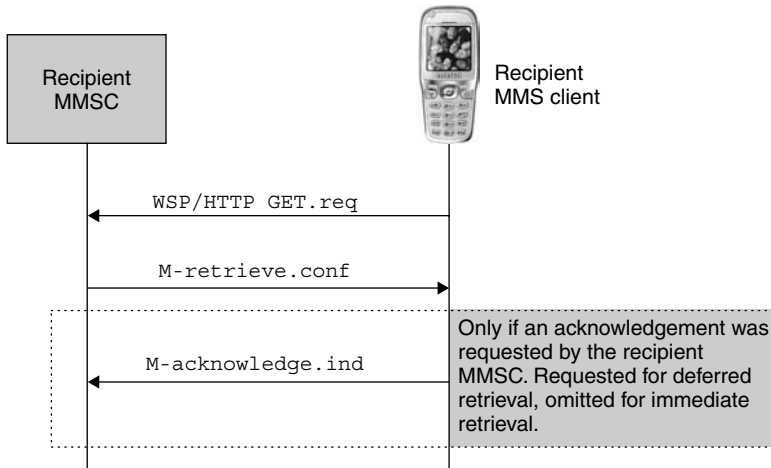 Recipient
MMSC
Recipient
MMS client
WSP/HTTP GET.req
M-retrieve.conf
M-acknowledge.ind
Only if an acknowledgement was
requested by the recipient
MMSC. Requested for deferred
retrieval, omitted for immediate
retrieval.